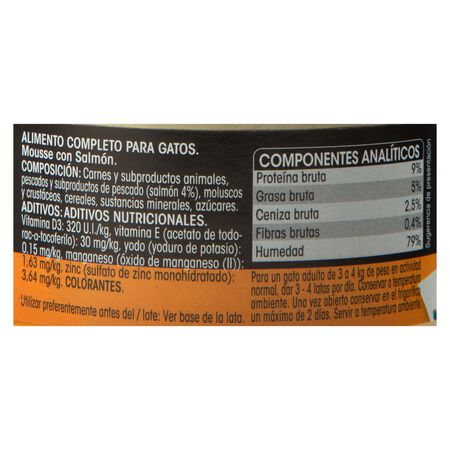 ALIMENTO COMPLETO PARA GATOS.
Mousse con Salmón.
COMPOSICIÓN: Carnes y subproductos animales,
pescados y subproductos de pescado (salmón 4%), moluscos
y crustáceos, cereales, sustancias minerales, azúcares.
ADITIVOS: ADITIVOS NUTRICIONALES.
Vitamina D3: 320 U.I./kg, vitamina E (acetato de todo-
rac-a-tocoferilo): 30 mg/kg, yodo (yoduro de potasio):
0,15 mg/kg, manganeso (óxido de manganeso (II)):
1,63 mg/kg, zinc (sulfato de zinc monohidratado):
3,64 mg/kg. COLORANTES.
Utilizar preferentemente antes del / lote: Ver base de la lata.
COMPONENTES ANALÍTICOS
Proteína bruta 9%
Grasa bruta 5%
Ceniza bruta 2,5%
Fibras brutas 0,4%
Humedad 79%
Para un gato adulto de 3 a 4 kg de peso en actividad
normal, dar 3 - 4 latas por día. Conservar a temperatura
ambiente. Una vez abierto conservar en el frigorífico
un máximo de 2 días. Servir a temperatura ambiente.
Sugerencia de presentación